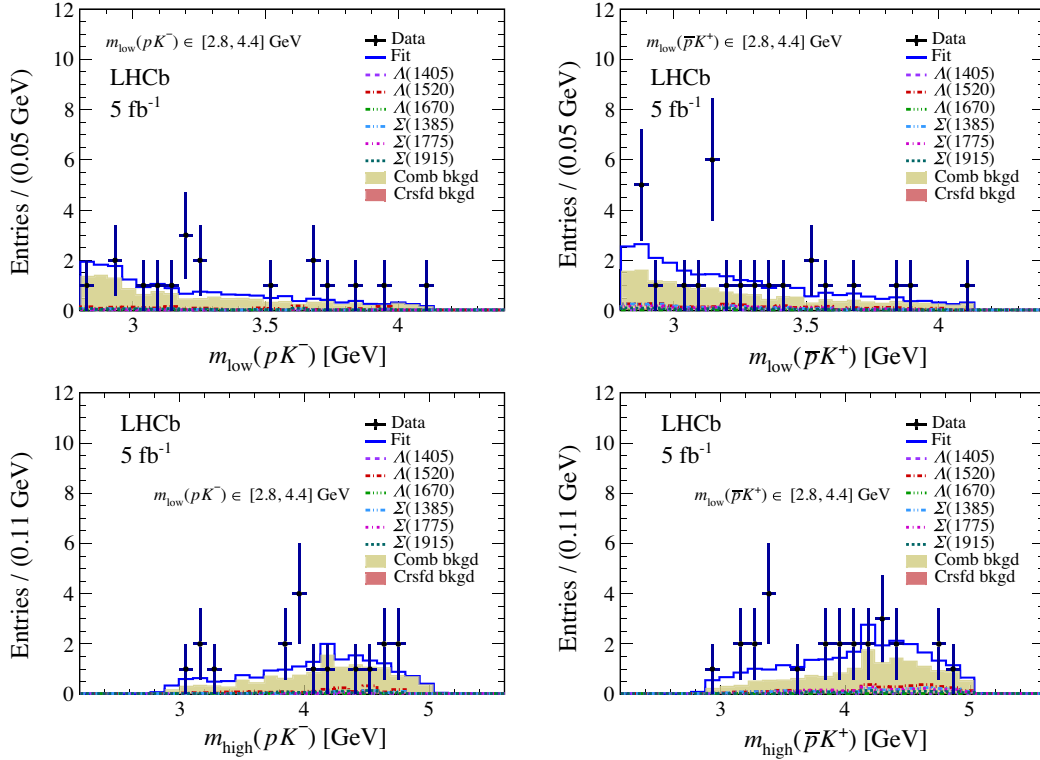 m_low(pK⁻) ∈ [2.8, 4.4] GeV
LHCb
5 fb⁻¹
Data
Fit
Λ(1405)
Λ(1520)
Λ(1670)
Σ(1385)
Σ(1775)
Σ(1915)
Comb bkgd
Crsfd bkgd
Entries / (0.05 GeV)
12
10
8
6
4
2
0
3 3.5 4
m_low(pK⁻) [GeV]
m_low(p̅K⁺) ∈ [2.8, 4.4] GeV
LHCb
5 fb⁻¹
Data
Fit
Λ(1405)
Λ(1520)
Λ(1670)
Σ(1385)
Σ(1775)
Σ(1915)
Comb bkgd
Crsfd bkgd
Entries / (0.05 GeV)
12
10
8
6
4
2
0
3 3.5 4
m_low(p̅K⁺) [GeV]
LHCb
5 fb⁻¹
m_low(pK⁻) ∈ [2.8, 4.4] GeV
Data
Fit
Λ(1405)
Λ(1520)
Λ(1670)
Σ(1385)
Σ(1775)
Σ(1915)
Comb bkgd
Crsfd bkgd
Entries / (0.11 GeV)
12
10
8
6
4
2
0
3 4 5
m_high(pK⁻) [GeV]
LHCb
5 fb⁻¹
m_low(p̅K⁺) ∈ [2.8, 4.4] GeV
Data
Fit
Λ(1405)
Λ(1520)
Λ(1670)
Σ(1385)
Σ(1775)
Σ(1915)
Comb bkgd
Crsfd bkgd
Entries / (0.11 GeV)
12
10
8
6
4
2
0
3 4 5
m_high(p̅K⁺) [GeV]